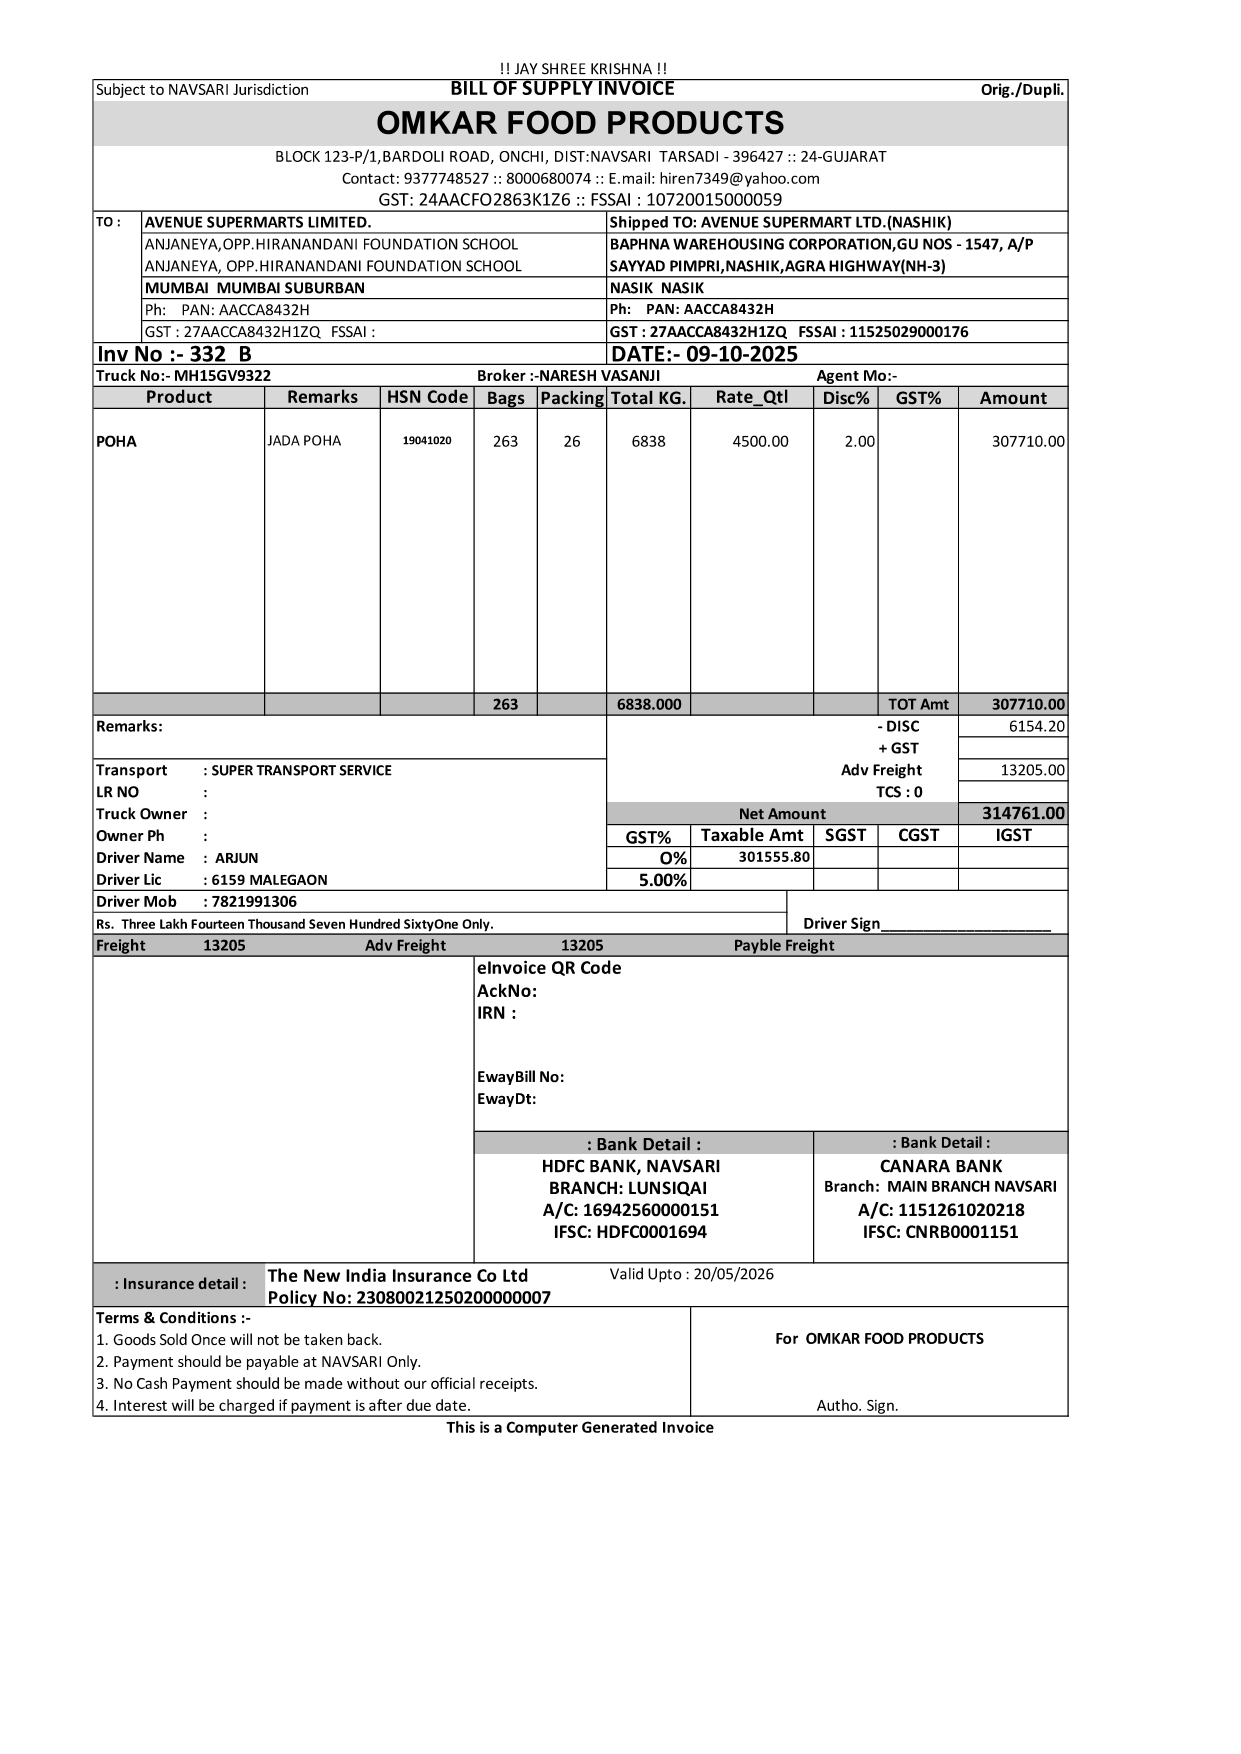 !! JAY SHREE KRISHNA !!
Subject to NAVSARI Jurisdiction BILL OF SUPPLY INVOICE Orig./Dupli.
OMKAR FOOD PRODUCTS
BLOCK 123-P/1,BARDOLI ROAD, ONCHI, DIST:NAVSARI TARSADI - 396427 :: 24-GUJARAT
Contact: 9377748527 :: 8000680074 :: E.mail: hiren7349@yahoo.com
GST: 24AACFO2863K1Z6 :: FSSAI : 10720015000059
TO : AVENUE SUPERMARTS LIMITED. Shipped TO: AVENUE SUPERMART LTD.(NASHIK)
ANJANEYA,OPP.HIRANANDANI FOUNDATION SCHOOL BAPHNA WAREHOUSING CORPORATION,GU NOS - 1547, A/P
ANJANEYA, OPP.HIRANANDANI FOUNDATION SCHOOL SAYYAD PIMPRI,NASHIK,AGRA HIGHWAY(NH-3)
MUMBAI MUMBAI SUBURBAN NASIK NASIK
Ph: PAN: AACCA8432H Ph: PAN: AACCA8432H
GST : 27AACCA8432H1ZQ FSSAI : GST : 27AACCA8432H1ZQ FSSAI : 11525029000176
Inv No :- 332 B DATE:- 09-10-2025
Truck No:- MH15GV9322 Broker :-NARESH VASANJI Agent Mo:-
Product Remarks HSN Code Bags Packing Total KG. Rate_Qtl Disc% GST% Amount
POHA JADA POHA 19041020 263 26 6838 4500.00 2.00 307710.00
263 6838.000 TOT Amt 307710.00
Remarks: - DISC 6154.20
+ GST
Transport : SUPER TRANSPORT SERVICE Adv Freight 13205.00
LR NO : TCS : 0
Truck Owner : Net Amount 314761.00
Owner Ph : GST% Taxable Amt SGST CGST IGST
Driver Name : ARJUN O% 301555.80
Driver Lic : 6159 MALEGAON 5.00%
Driver Mob : 7821991306
Rs. Three Lakh Fourteen Thousand Seven Hundred SixtyOne Only. Driver Sign____________________
Freight 13205 Adv Freight 13205 Payble Freight
eInvoice QR Code
AckNo:
IRN :
EwayBill No:
EwayDt:
: Bank Detail : : Bank Detail :
HDFC BANK, NAVSARI CANARA BANK
BRANCH: LUNSIQAI Branch: MAIN BRANCH NAVSARI
A/C: 16942560000151 A/C: 1151261020218
IFSC: HDFC0001694 IFSC: CNRB0001151
: Insurance detail : The New India Insurance Co Ltd Valid Upto : 20/05/2026
Policy No: 23080021250200000007
Terms & Conditions :-
1. Goods Sold Once will not be taken back. For OMKAR FOOD PRODUCTS
2. Payment should be payable at NAVSARI Only.
3. No Cash Payment should be made without our official receipts.
4. Interest will be charged if payment is after due date. Autho. Sign.
This is a Computer Generated Invoice